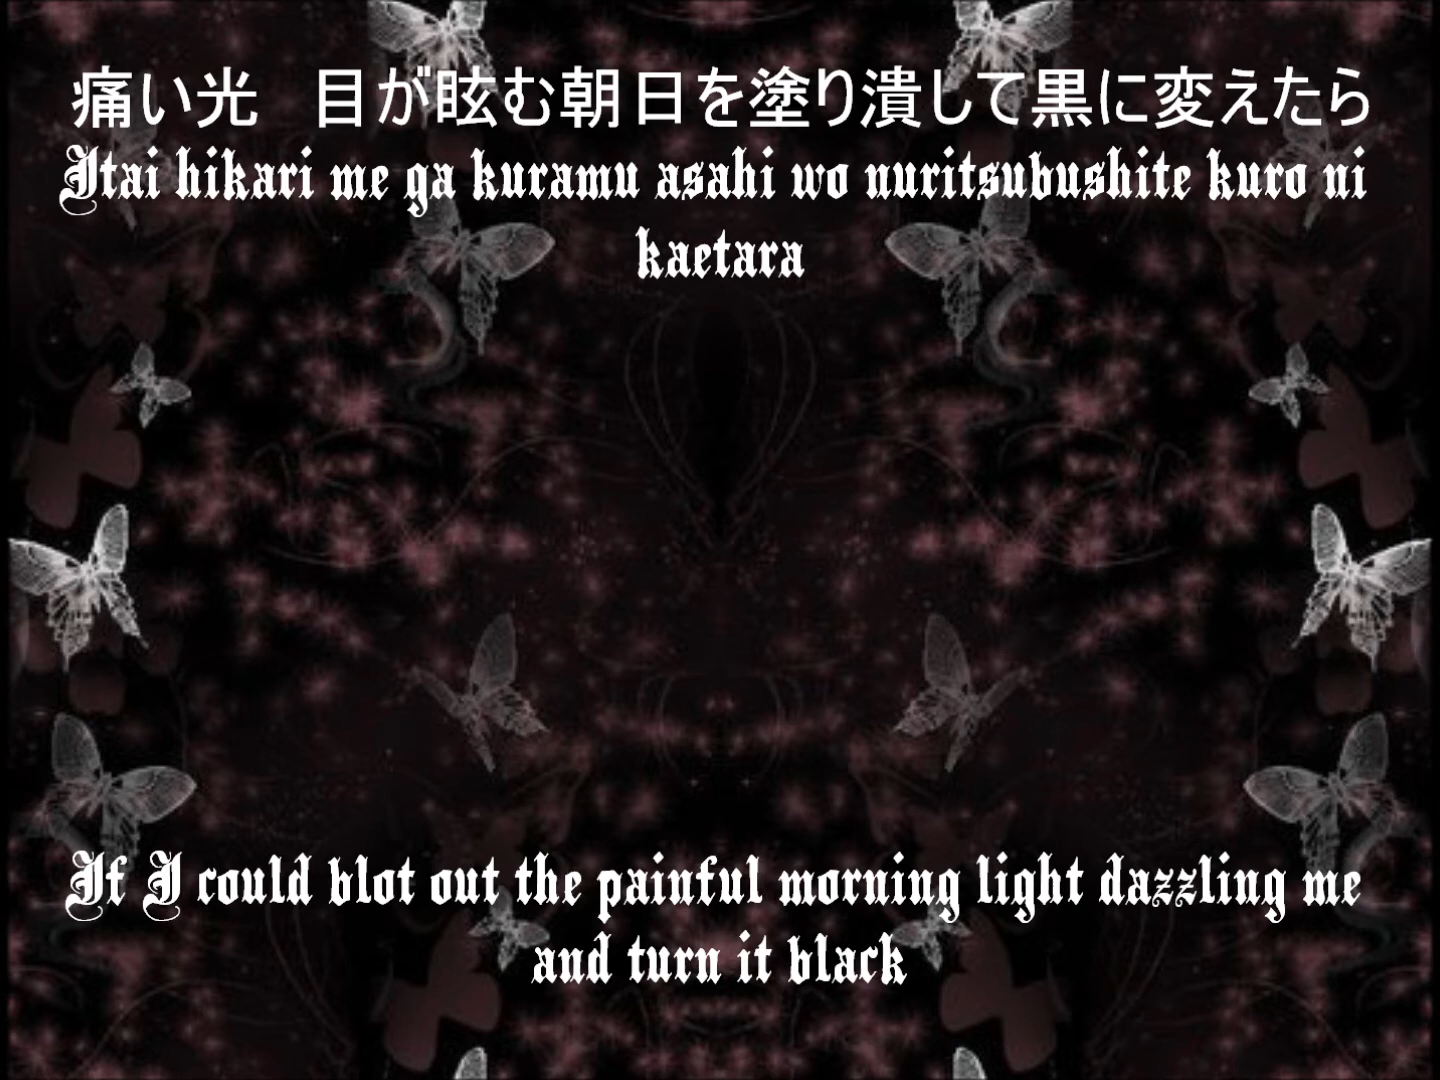 痛い光　目が眩む朝日を塗り潰して黒に変えたら
Itai hikari me ga kuramu asahi wo nuritsubushite kuro ni
kaetara
If I could blot out the painful morning light dazzling me
and turn it black